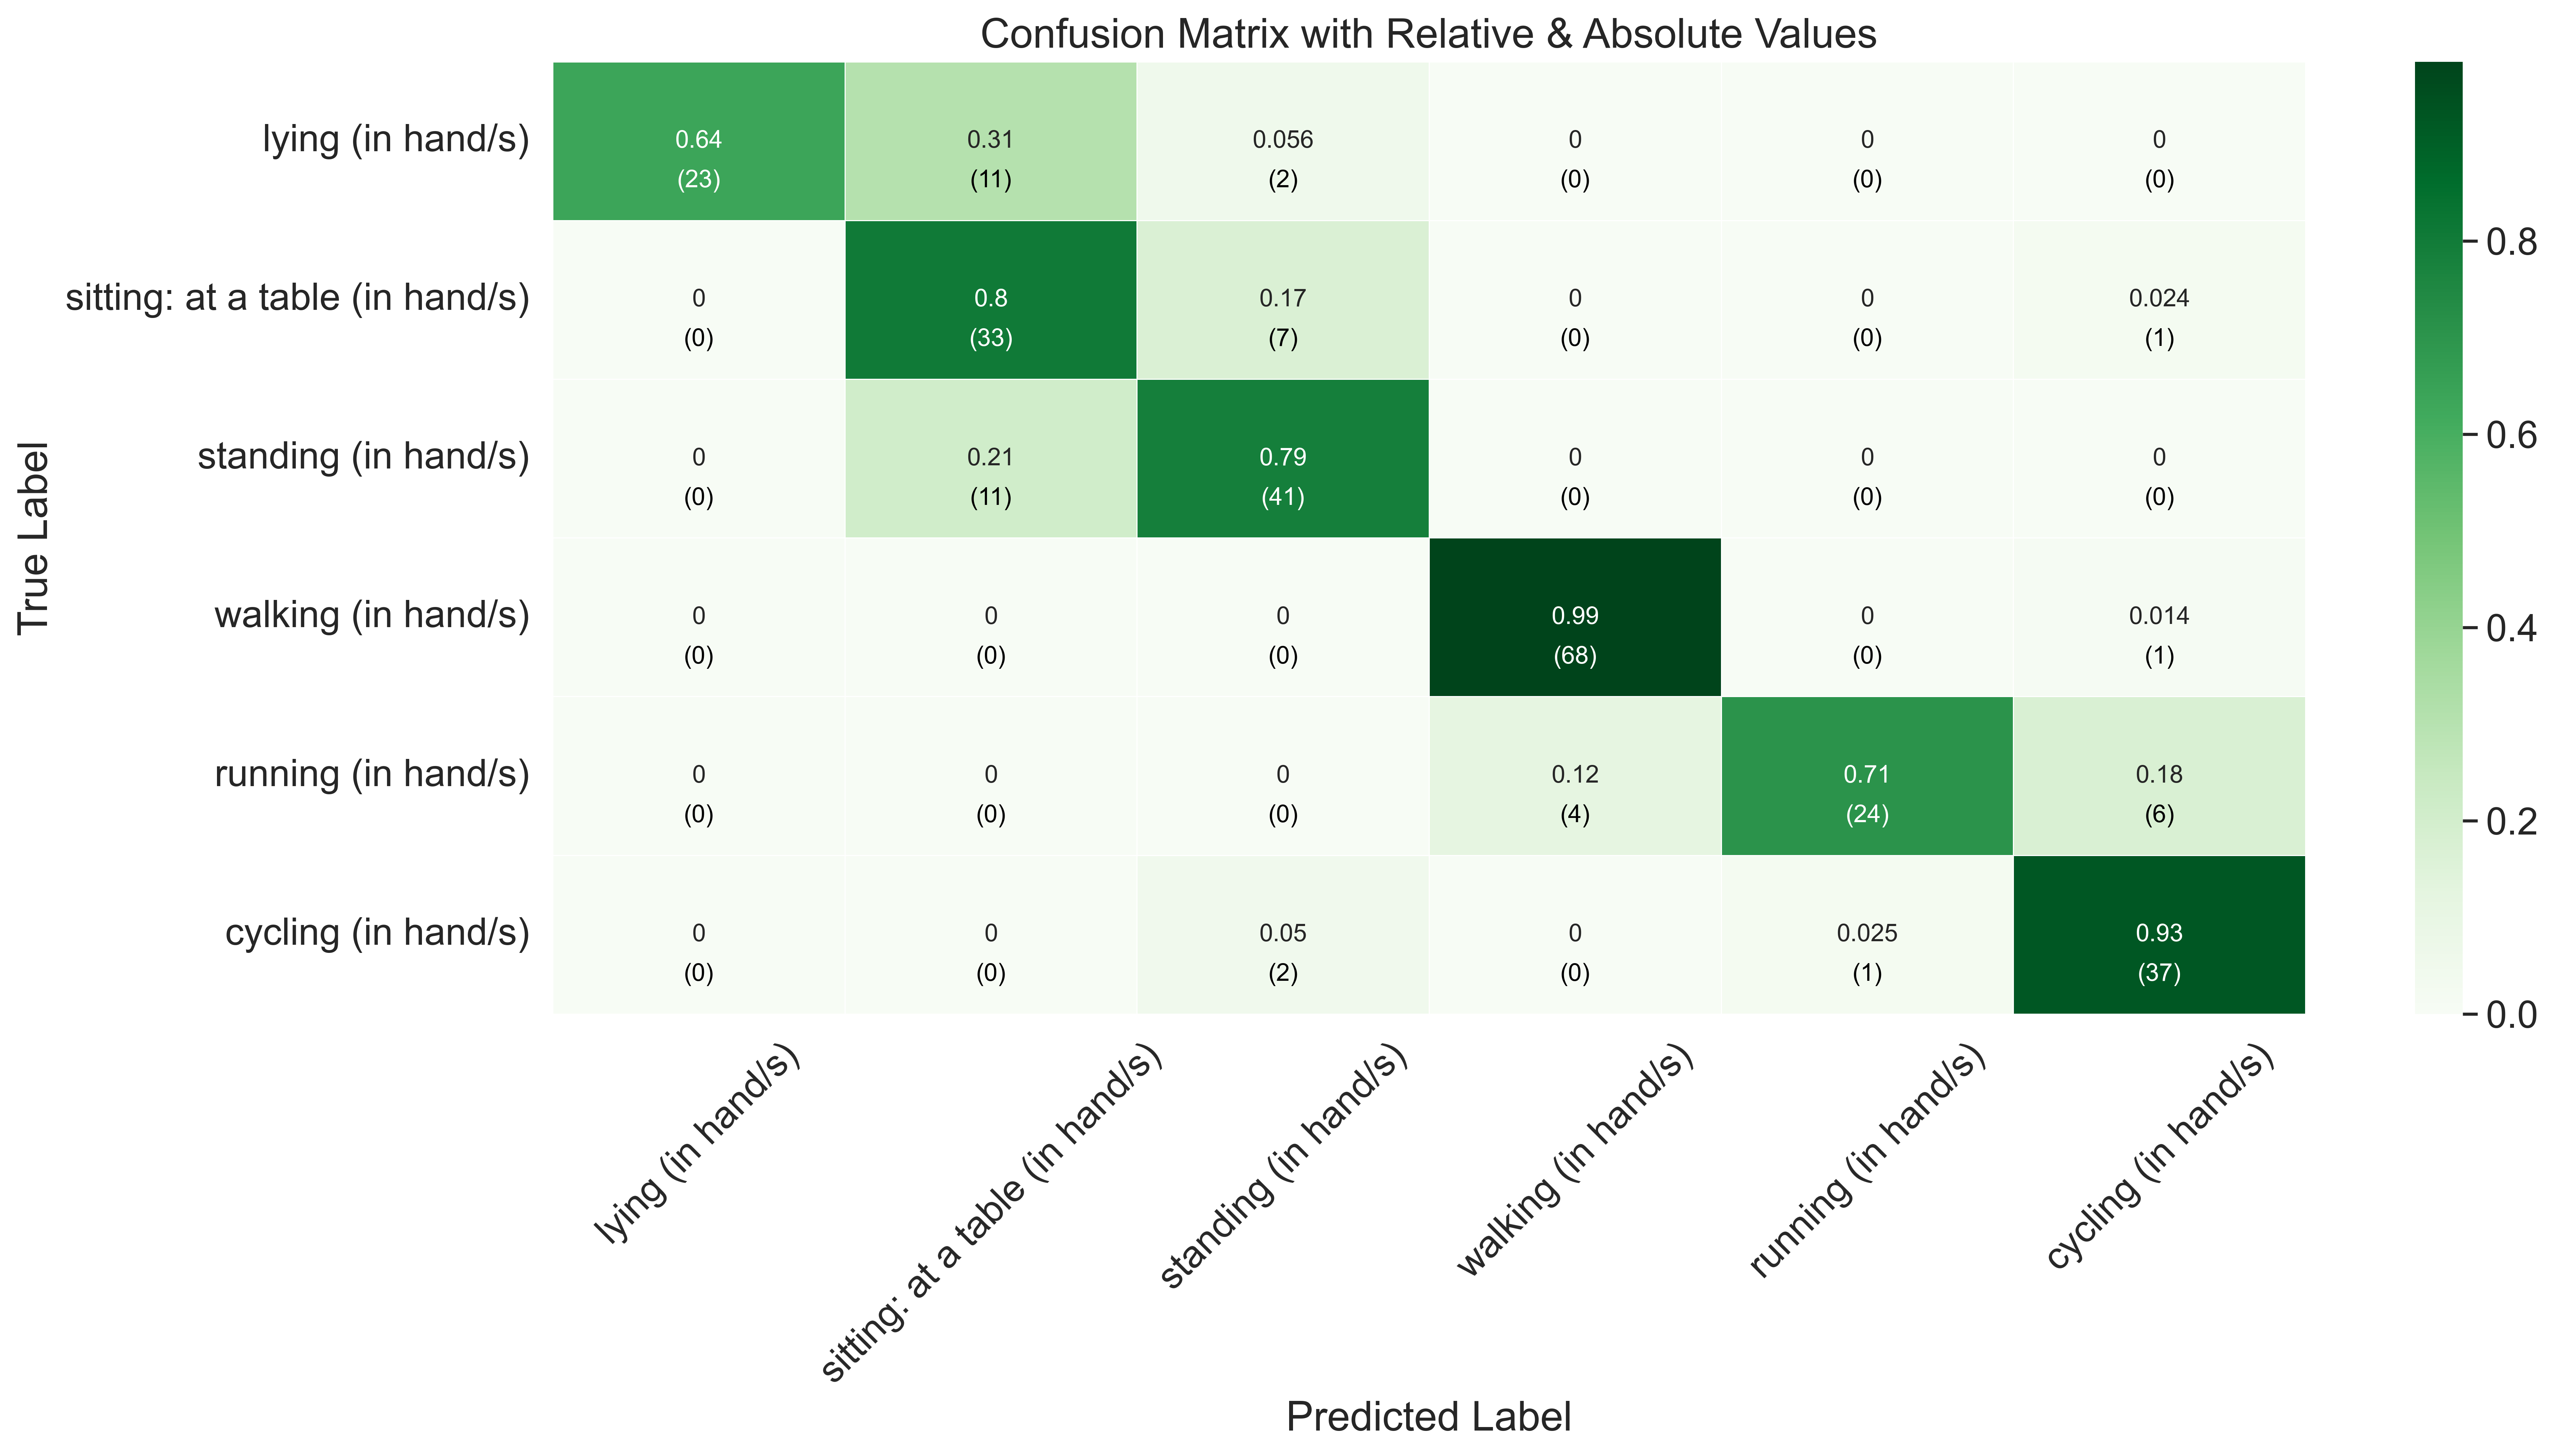 Confusion Matrix with Relative & Absolute Values
True Label
lying (in hand/s)
0.64 0.31 0.056 0 0 0
(23) (11) (2) (0) (0) (0)
sitting: at a table (in hand/s)
0 0.8 0.17 0 0 0.024
(0) (33) (7) (0) (0) (1)
standing (in hand/s)
0 0.21 0.79 0 0 0
(0) (11) (41) (0) (0) (0)
walking (in hand/s)
0 0 0 0.99 0 0.014
(0) (0) (0) (68) (0) (1)
running (in hand/s)
0 0 0 0.12 0.71 0.18
(0) (0) (0) (4) (24) (6)
cycling (in hand/s)
0 0 0.05 0 0.025 0.93
(0) (0) (2) (0) (1) (37)
0.8
0.6
0.4
0.2
0.0
lying (in hand/s)
sitting: at a table (in hand/s)
standing (in hand/s)
walking (in hand/s)
running (in hand/s)
cycling (in hand/s)
Predicted Label